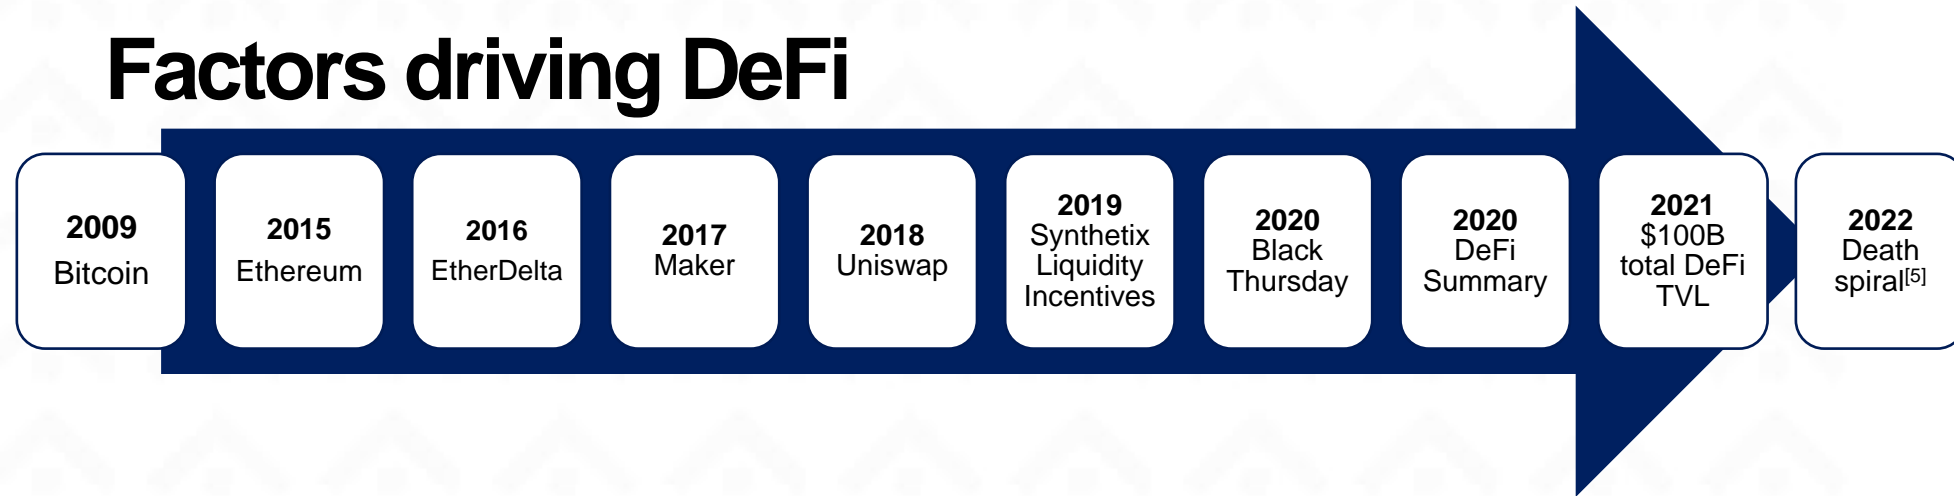 Factors driving DeFi
2009
Bitcoin
2015
Ethereum
2016
EtherDelta
2017
Maker
2018
Uniswap
2019
Synthetix
Liquidity
Incentives
2020
Black
Thursday
2020
DeFi
Summary
2021
$100B
total DeFi
TVL
2022
Death
spiral[5]